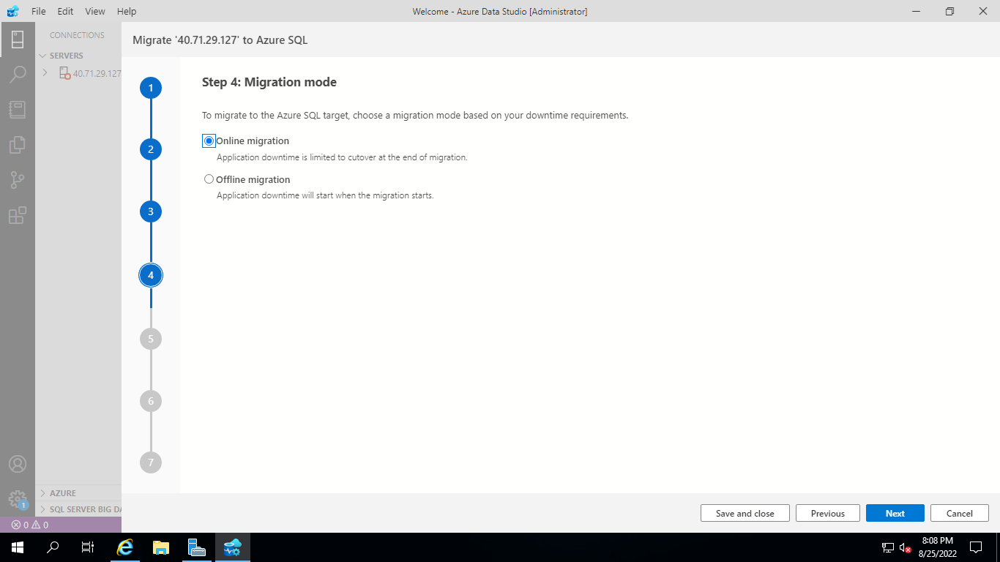 File Edit View Help
Welcome - Azure Data Studio [Administrator]
CONNECTIONS
SERVERS
40.71.29.127
Migrate '40.71.29.127' to Azure SQL
1
2
3
4
5
6
7
Step 4: Migration mode
To migrate to the Azure SQL target, choose a migration mode based on your downtime requirements.
Online migration
Application downtime is limited to cutover at the end of migration.
Offline migration
Application downtime will start when the migration starts.
AZURE
1
SQL SERVER BIG DA
0 0
Save and close Previous Next Cancel
8:08 PM
8/25/2022